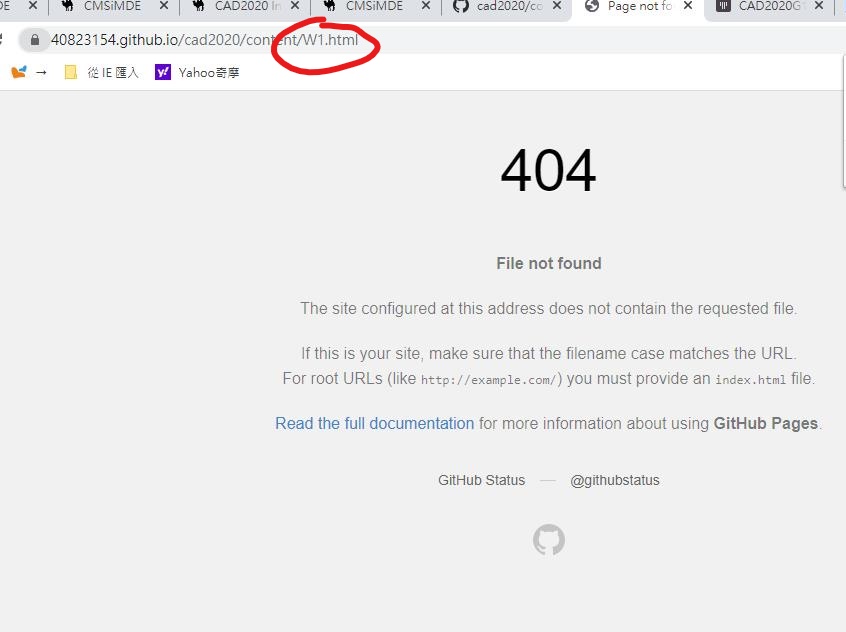 DE CMSiMDE CAD2020 In CMSiMDE cad2020/co Page not fo CAD2020G
40823154.github.io/cad2020/content/W1.html
→ 從 IE 匯入 Yahoo奇摩
404
File not found
The site configured at this address does not contain the requested file.
If this is your site, make sure that the filename case matches the URL.
For root URLs (like http://example.com/) you must provide an index.html file.
Read the full documentation for more information about using GitHub Pages.
GitHub Status — @githubstatus